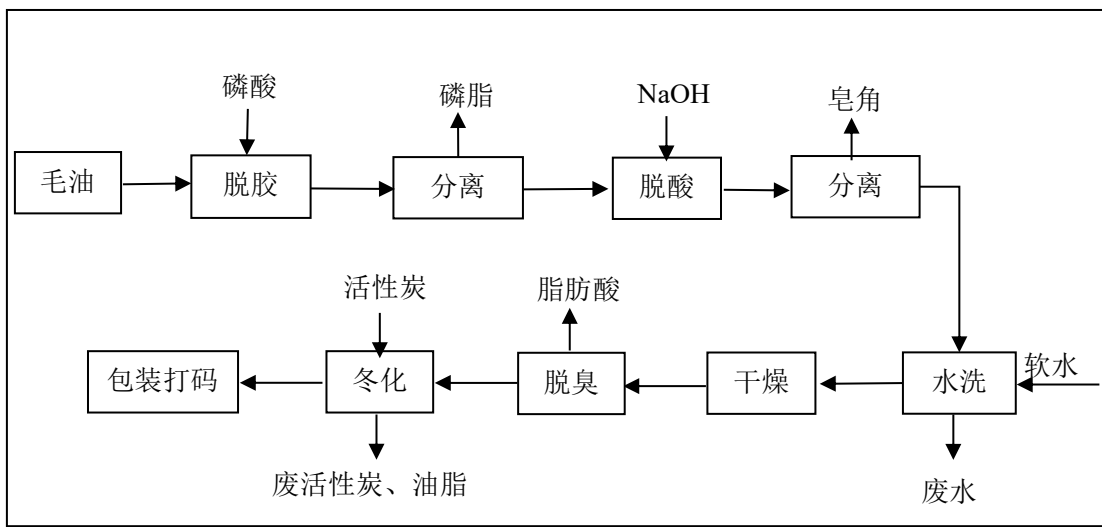 磷酸
磷脂
NaOH
皂角
毛油
脱胶
分离
脱酸
分离
活性炭
脂肪酸
包装打码
冬化
脱臭
干燥
水洗
软水
废活性炭、油脂
废水